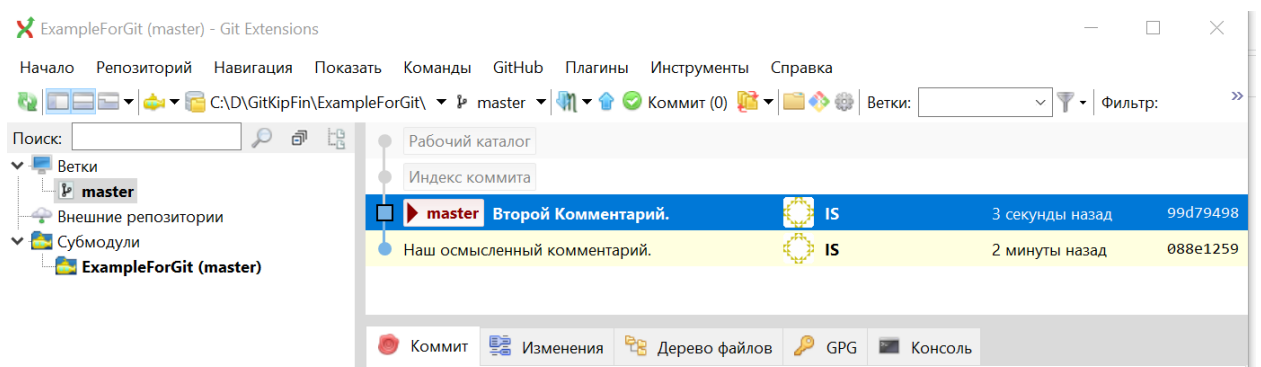 ExampleForGit (master) - Git Extensions
Начало Репозиторий Навигация Показать Команды GitHub Плагины Инструменты Справка
C:\D\GitKipFin\ExampleForGit\ master Коммит (0) Ветки: Фильтр: »
Поиск:
Ветки
master
Внешние репозитории
Субмодули
ExampleForGit (master)
Рабочий каталог
Индекс коммита
master Второй Комментарий. IS 3 секунды назад 99d79498
Наш осмысленный комментарий. IS 2 минуты назад 088e1259
Коммит Изменения Дерево файлов GPG Консоль